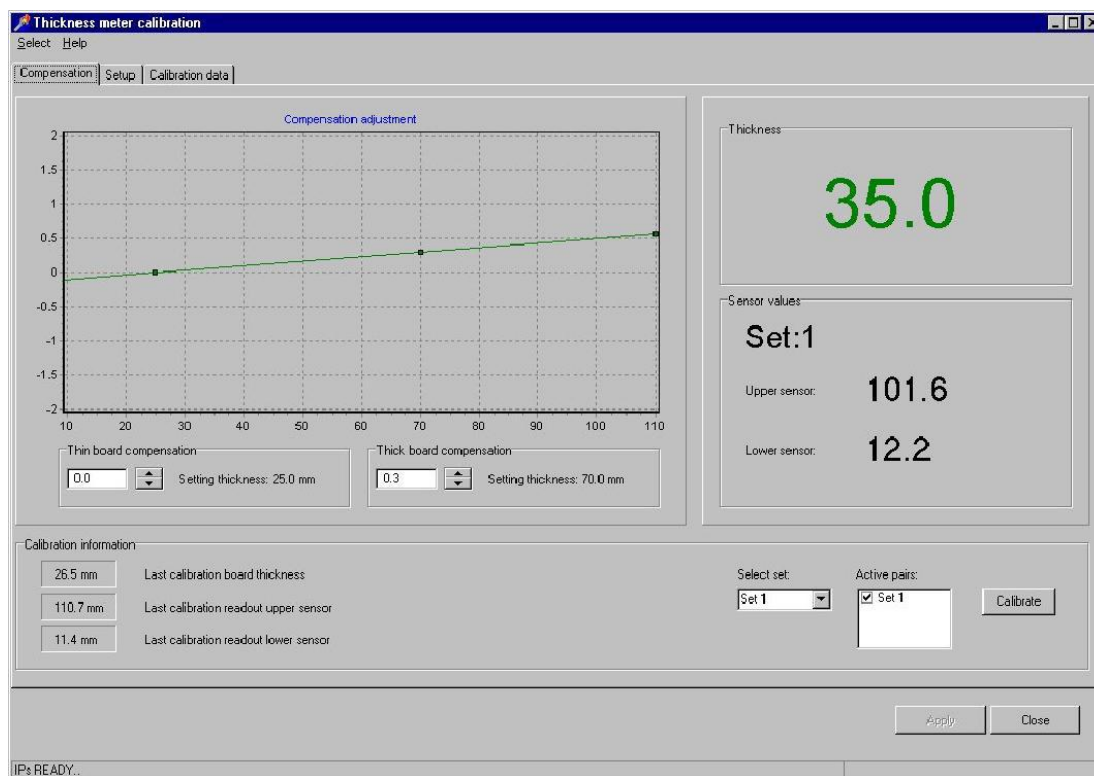 Thickness meter calibration
Select Help
Compensation Setup Calibration data
Compensation adjustment
2
1.5
1
0.5
0
-0.5
-1
-1.5
-2
10 20 30 40 50 60 70 80 90 100 110
Thin board compensation
0.0 Setting thickness: 25.0 mm
Thick board compensation
0.3 Setting thickness: 70.0 mm
Thickness
35.0
Sensor values
Set:1
Upper sensor: 101.6
Lower sensor: 12.2
Calibration information
26.5 mm Last calibration board thickness
110.7 mm Last calibration readout upper sensor
11.4 mm Last calibration readout lower sensor
Select set:
Set 1
Active pairs:
Set 1
Calibrate
Apply Close
IPs READY..